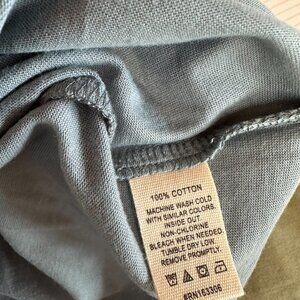 100% COTTON
MACHINE WASH COLD
WITH SIMILAR COLORS.
INSIDE OUT.
NON-CHLORINE
BLEACH WHEN NEEDED.
TUMBLE DRY LOW.
REMOVE PROMPTLY.
#RN163306